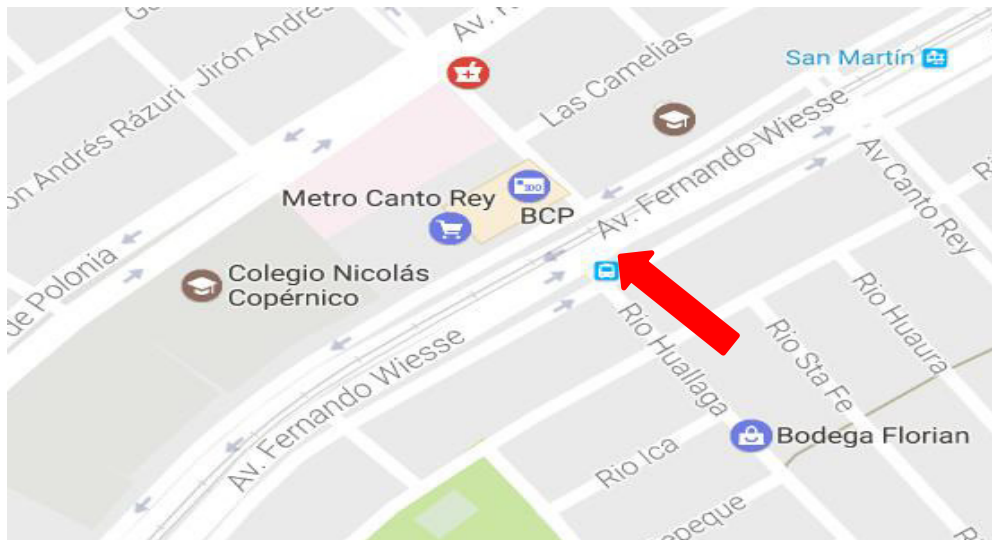 Jirón Andrés
San Martín
Las Camelias
Andrés Rázuri
Av. Fernando Wiesse
Av Canto Rey
Metro Canto Rey
BCP
de Polonia
Colegio Nicolás
Copérnico
Rio Huallaga
Rio Sta Fe
Rio Huaura
Av. Fernando Wiesse
Bodega Florian
Rio Ica